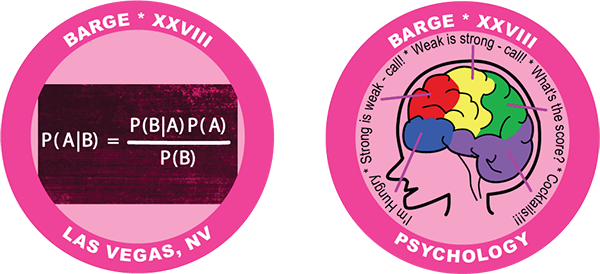 BARGE * XXVIII
P(A|B) = P(B|A)P(A)
P(B)
LAS VEGAS, NV
BARGE * XXVIII
I'm Hungry * Strong is weak - call! * Weak is strong - call! * What's the score? * Cocktails!!!
PSYCHOLOGY